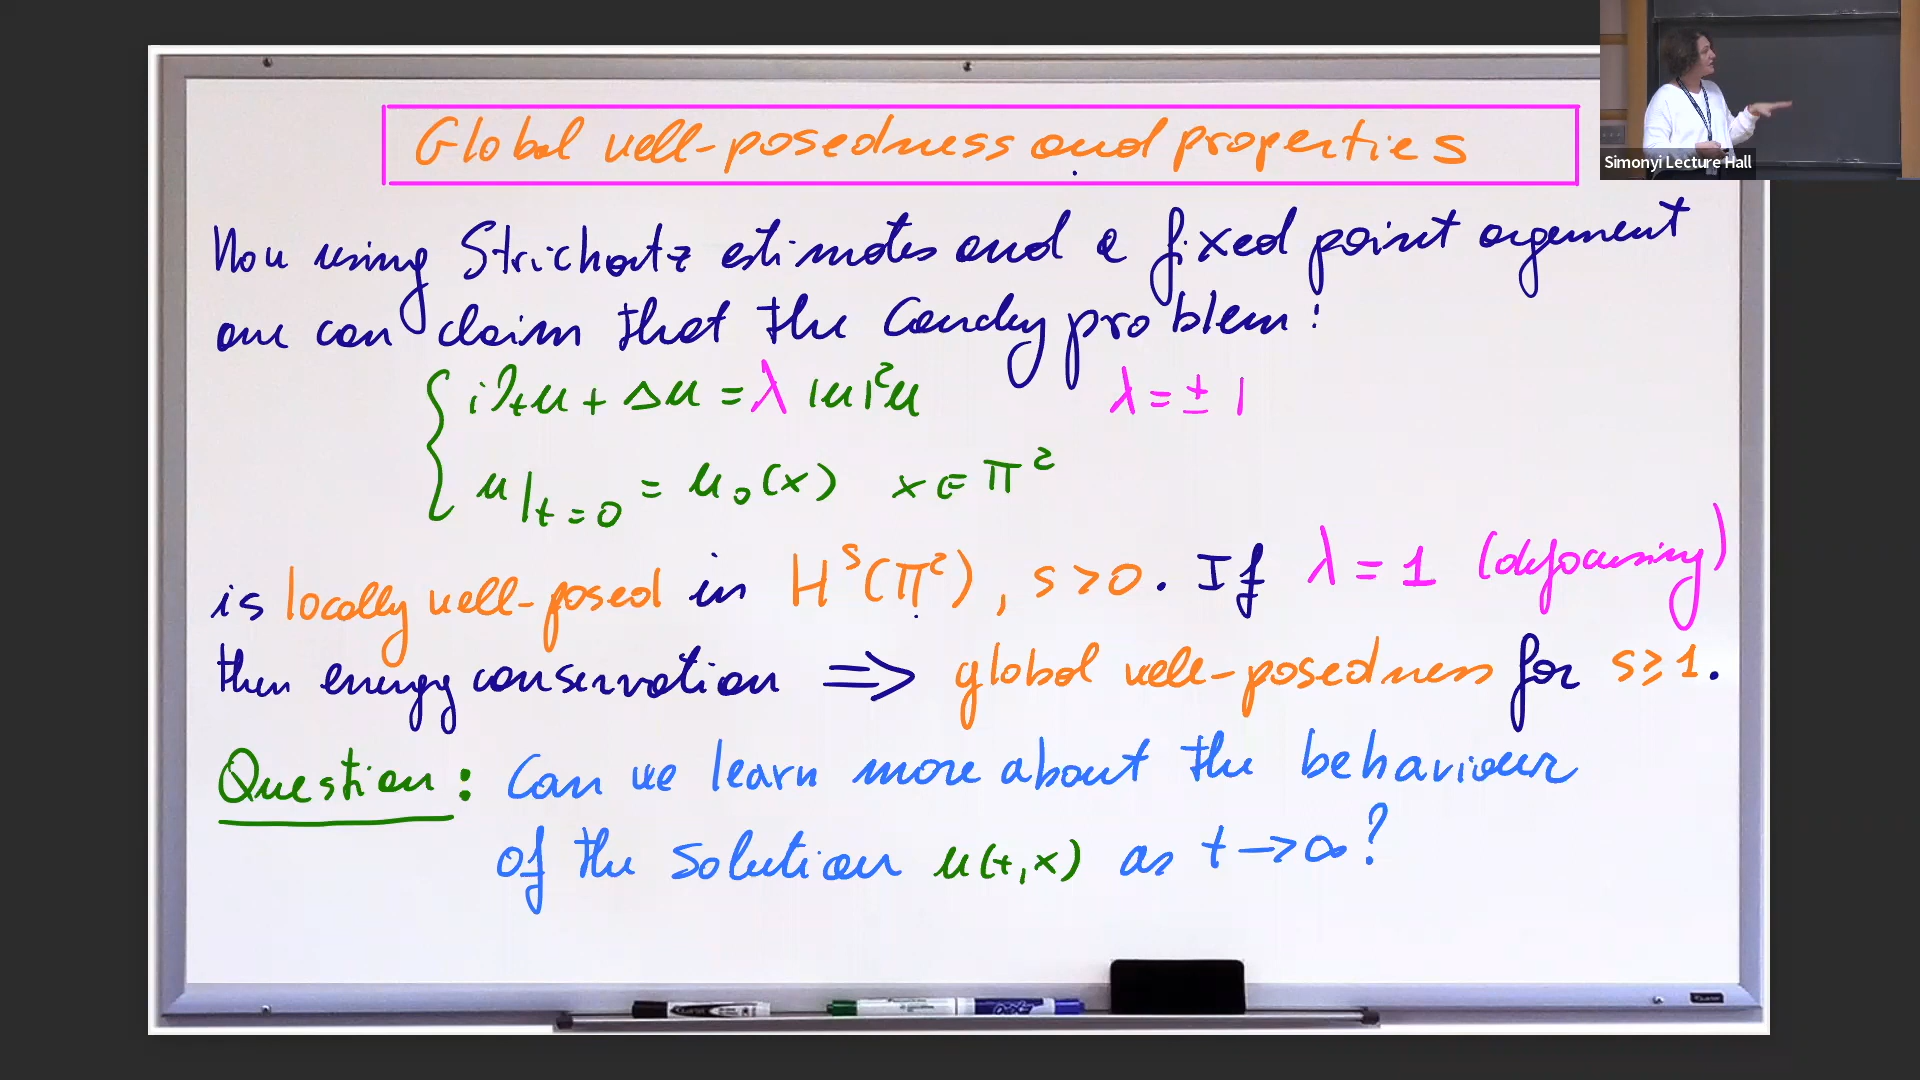 Global well-posedness and properties
Simonyi Lecture Hall
Now using Strichartz estimates and a fixed point argument
one can claim that the Cauchy problem:
i∂tu + Δu = λ |u|²u    λ = ± 1
u|t=0 = u₀(x)  x ∈ 𝕋²
is locally well-posed in Hˢ(𝕋²), s > 0. If λ = 1 (defocusing)
then energy conservation ⟹ global well-posedness for s ≥ 1.
Question: Can we learn more about the behaviour
of the solution u(t,x) as t → ∞?